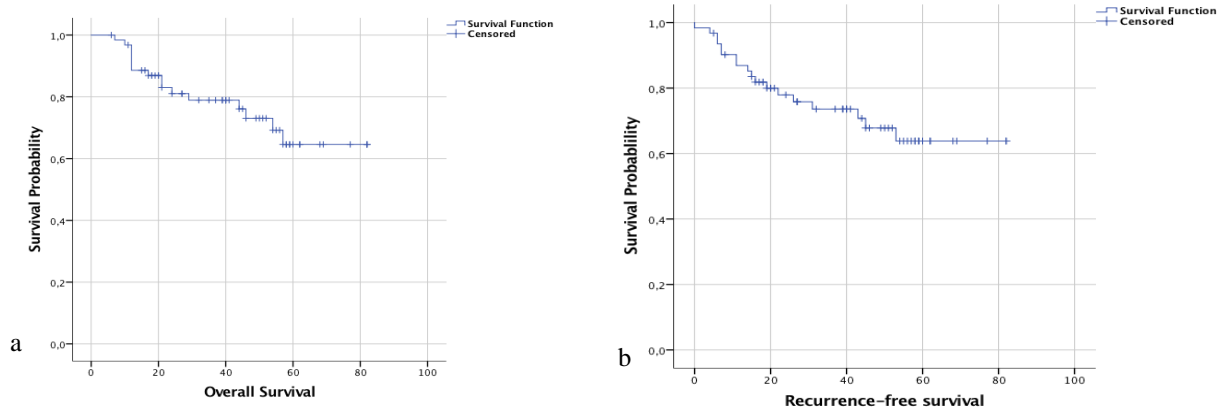 Survival Function
Censored
1,0
0,8
0,6
0,4
0,2
0,0
Survival Probability
0 20 40 60 80 100
Overall Survival
a
Survival Function
Censored
1,0
0,8
0,6
0,4
0,2
0,0
Survival Probablility
0 20 40 60 80 100
Recurrence-free survival
b